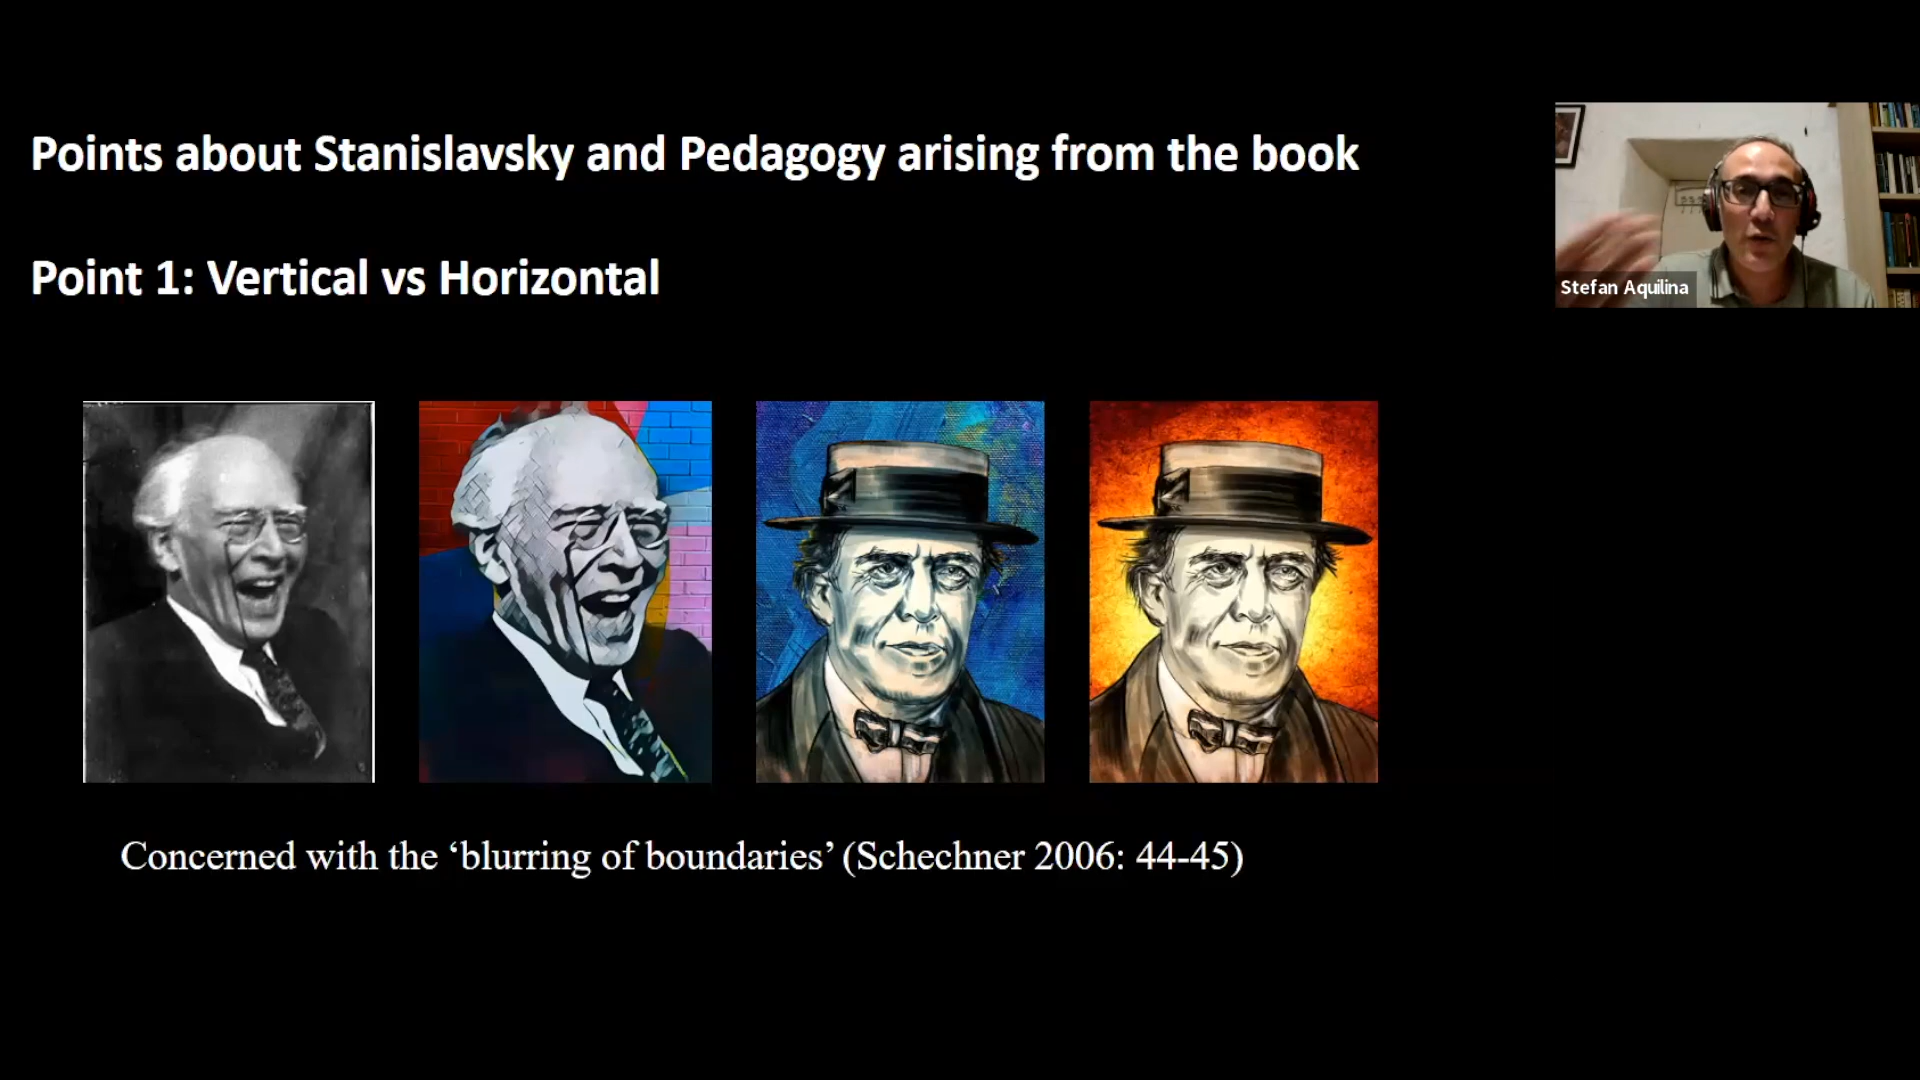 Points about Stanislavsky and Pedagogy arising from the book
Point 1: Vertical vs Horizontal
Stefan Aquilina
Concerned with the ‘blurring of boundaries’ (Schechner 2006: 44-45)